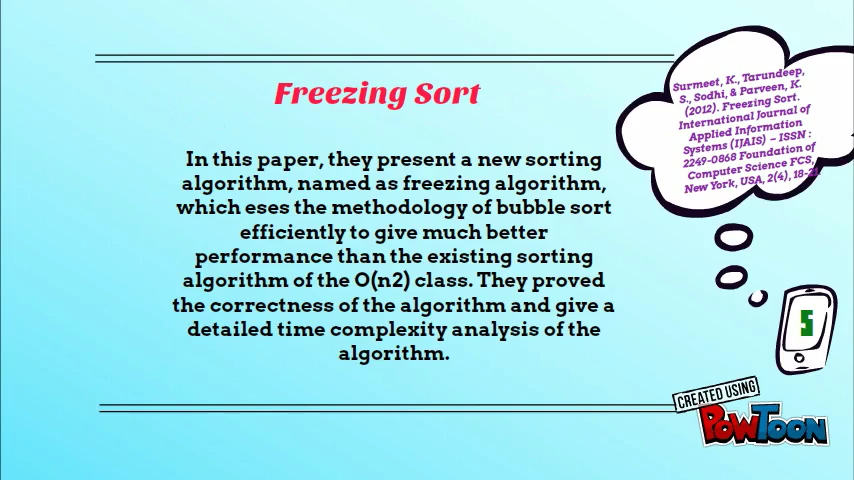 Freezing Sort
In this paper, they present a new sorting
algorithm, named as freezing algorithm,
which eses the methodology of bubble sort
efficiently to give much better
performance than the existing sorting
algorithm of the O(n2) class. They proved
the correctness of the algorithm and give a
detailed time complexity analysis of the
algorithm.
Surmeet, K., Tarundeep,
S., Sodhi, & Parveen, K.
(2012). Freezing Sort.
International Journal of
Applied Information
Systems (IJAIS) – ISSN :
2249-0868 Foundation of
Computer Science FCS,
New York, USA, 2(4),
5
CREATED USING
POWTOON